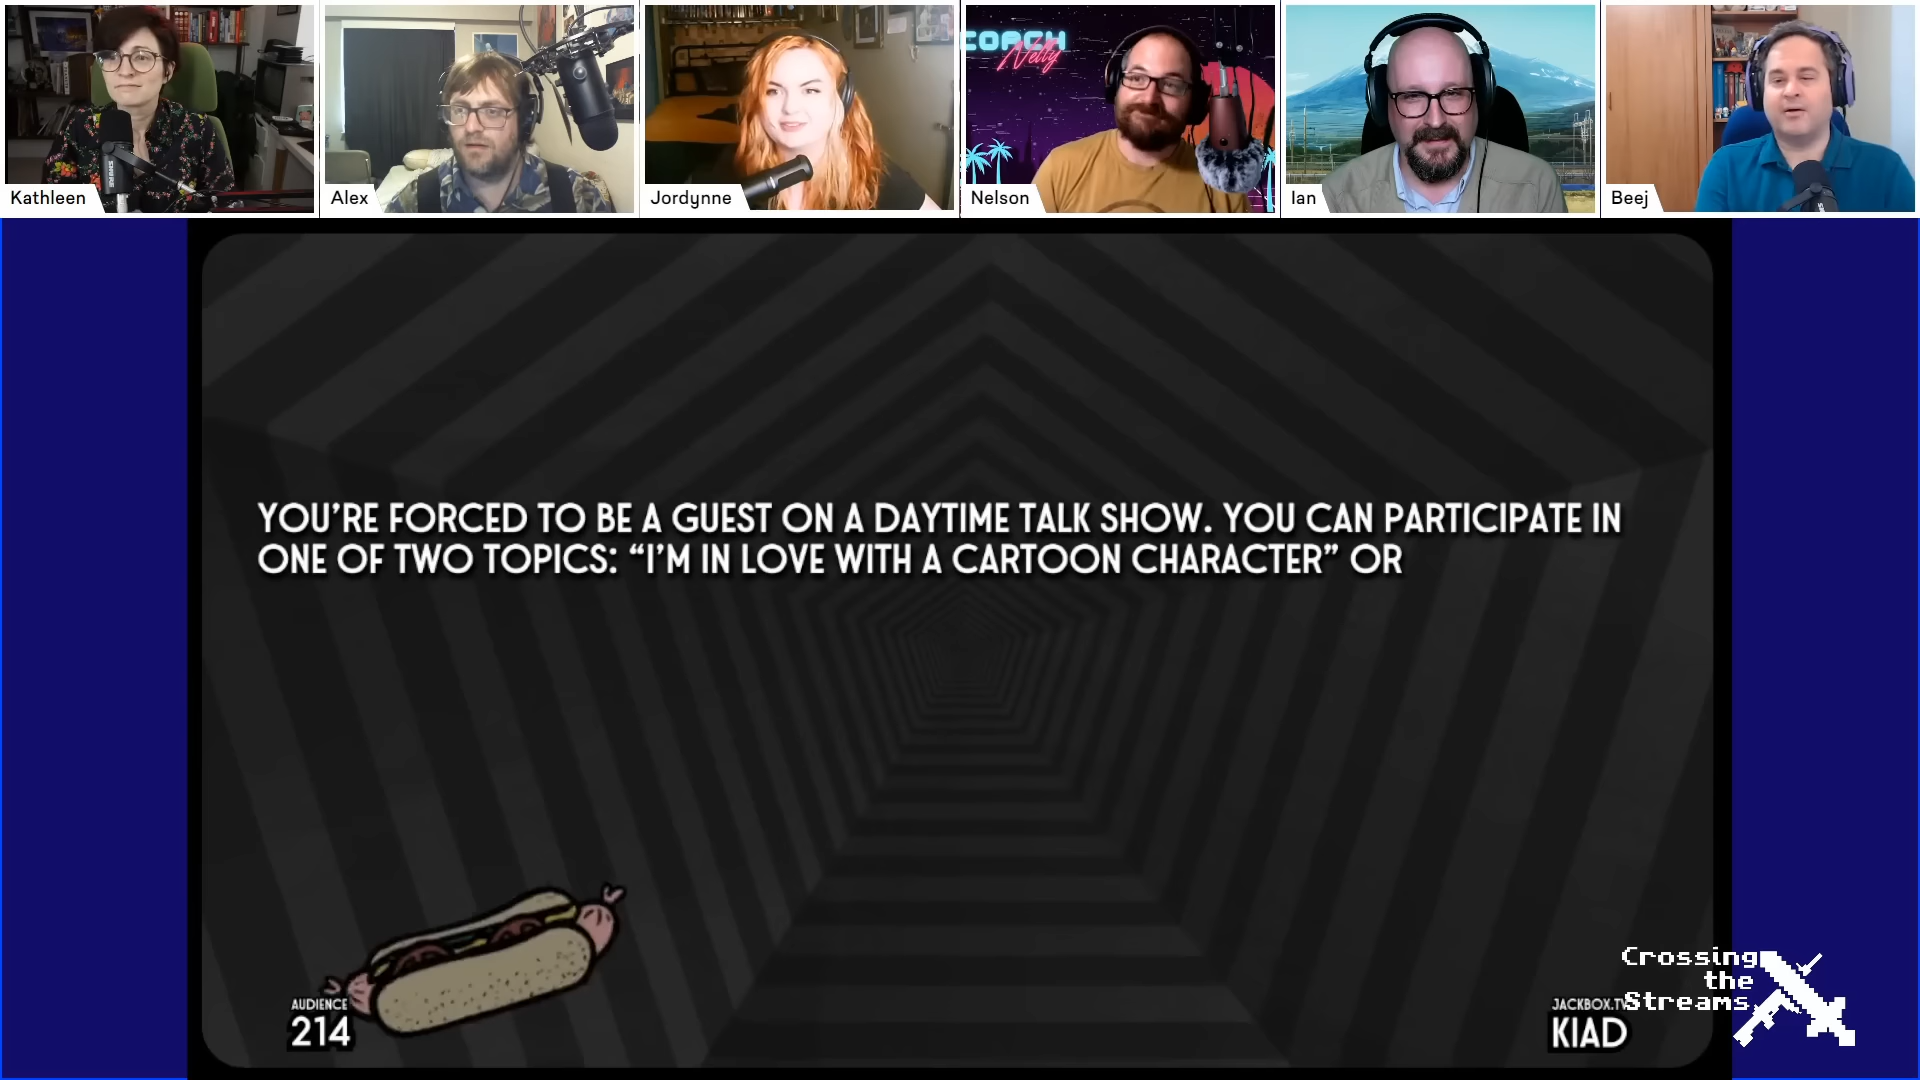 Kathleen
Alex
Jordynne
COACH
Nelly
Nelson
Ian
Beej
YOU'RE FORCED TO BE A GUEST ON A DAYTIME TALK SHOW. YOU CAN PARTICIPATE IN
ONE OF TWO TOPICS: “I'M IN LOVE WITH A CARTOON CHARACTER” OR
AUDIENCE
214
JACKBOX.TV
KIAD
Crossing
the
Streams